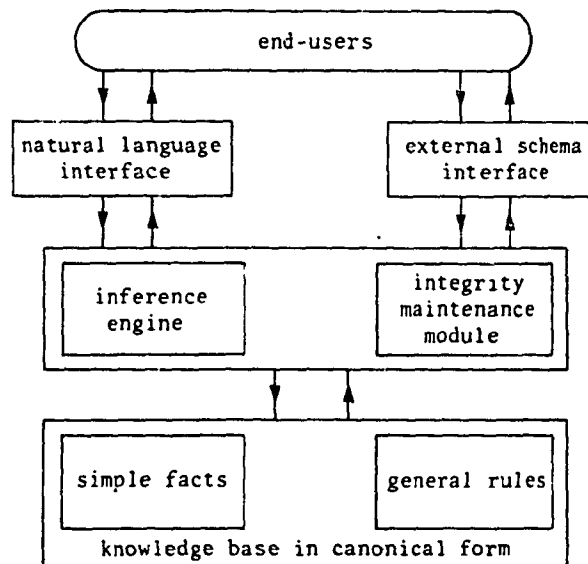 end-users
natural language
interface
external schema
interface
inference
engine
integrity
maintenance
module
simple facts
general rules
knowledge base in canonical form